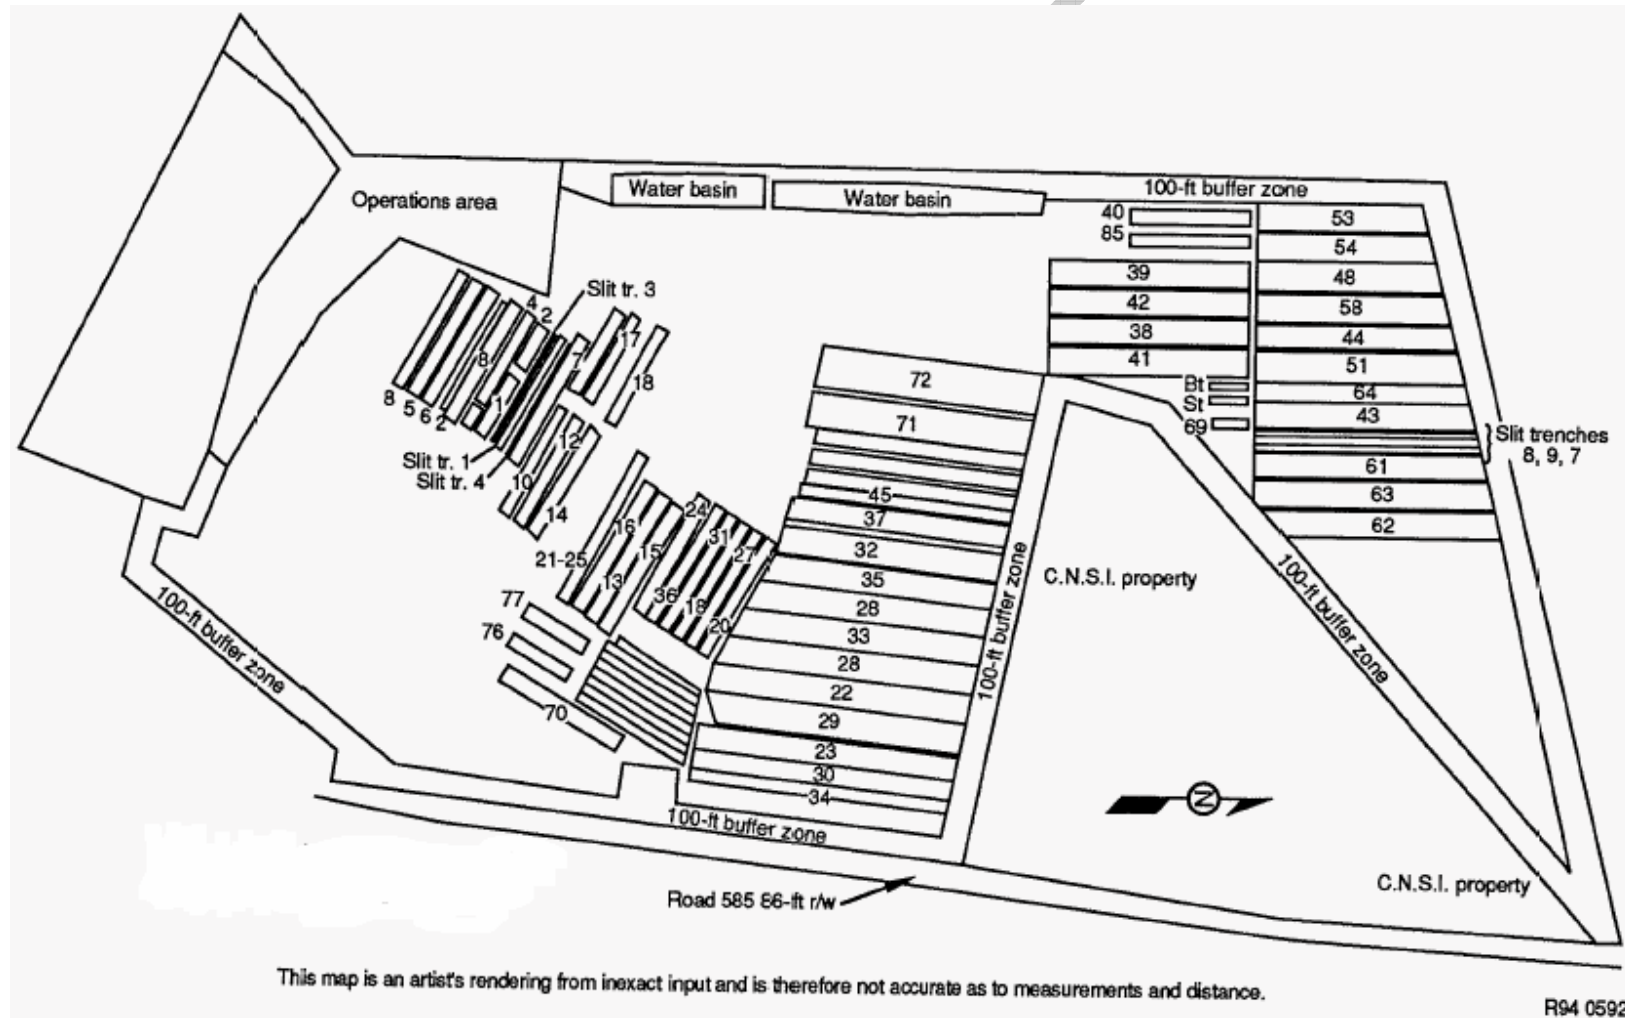 Water basin
Water basin
100-ft buffer zone
Operations area
40
85
53
54
39
42
38
41
48
58
44
51
64
43
Bt
St
69
Slit trenches
8, 9, 7
61
63
62
Slit tr. 3
4
2
8
7
17
18
1
8
5
6
2
Slit tr. 1
Slit tr. 4
10
12
14
72
71
45
37
32
35
28
33
28
22
29
23
30
34
16
24
15
31
27
21-25
13
36
18
20
77
76
70
100-ft buffer zone
100-ft buffer zone
100-ft buffer zone
100-ft buffer zone
C.N.S.I. property
N
C.N.S.I. property
Road 585 86-ft r/w
This map is an artist's rendering from inexact input and is therefore not accurate as to measurements and distance.
R94 0592